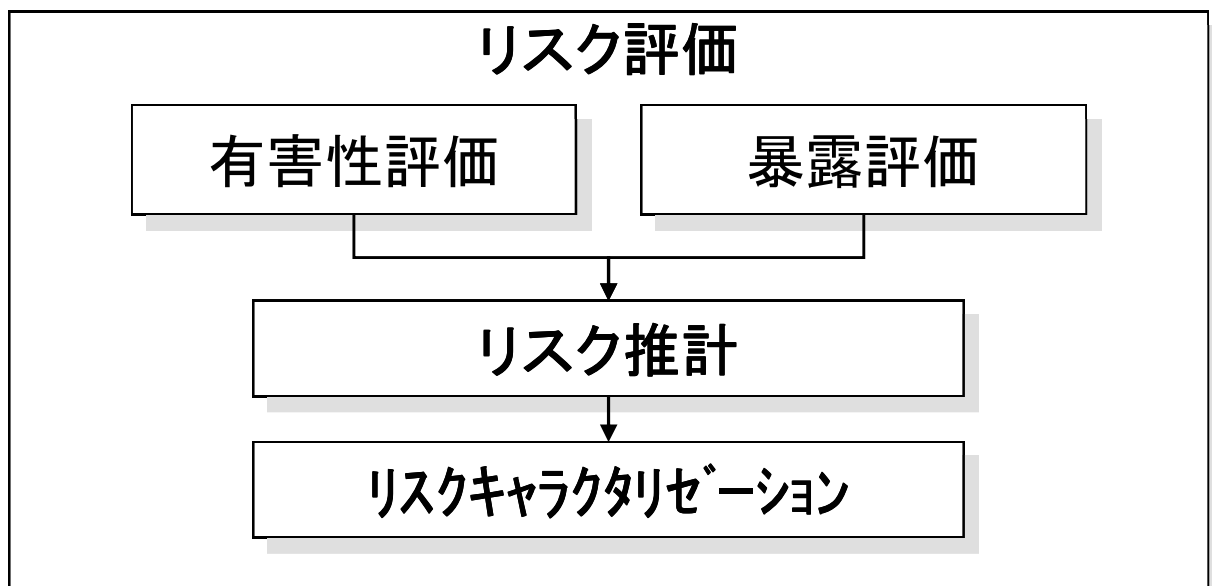 リスク評価
有害性評価
暴露評価
リスク推計
ﾘｽｸｷｬﾗｸﾀﾘｾﾞｰｼｮﾝ